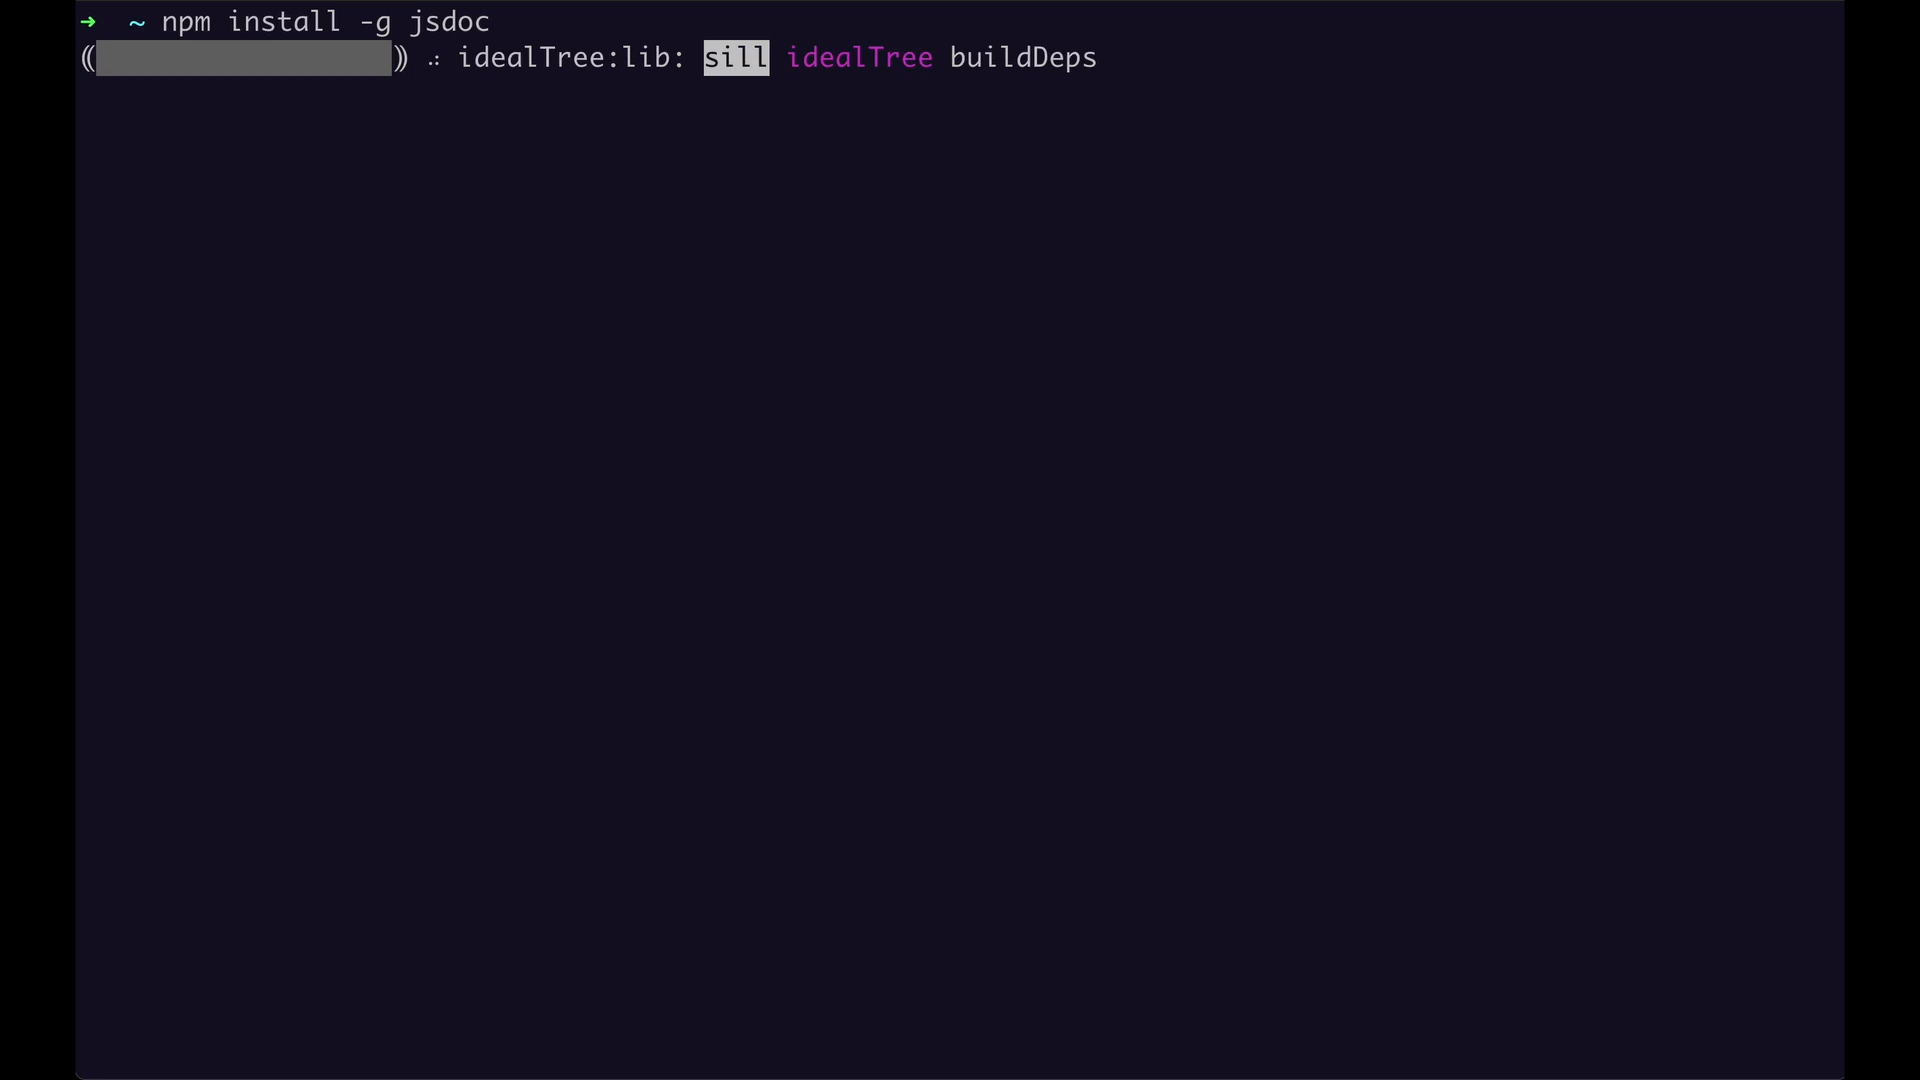 ➜  ~ npm install -g jsdoc
(( )) ⠴ idealTree:lib: sill idealTree buildDeps